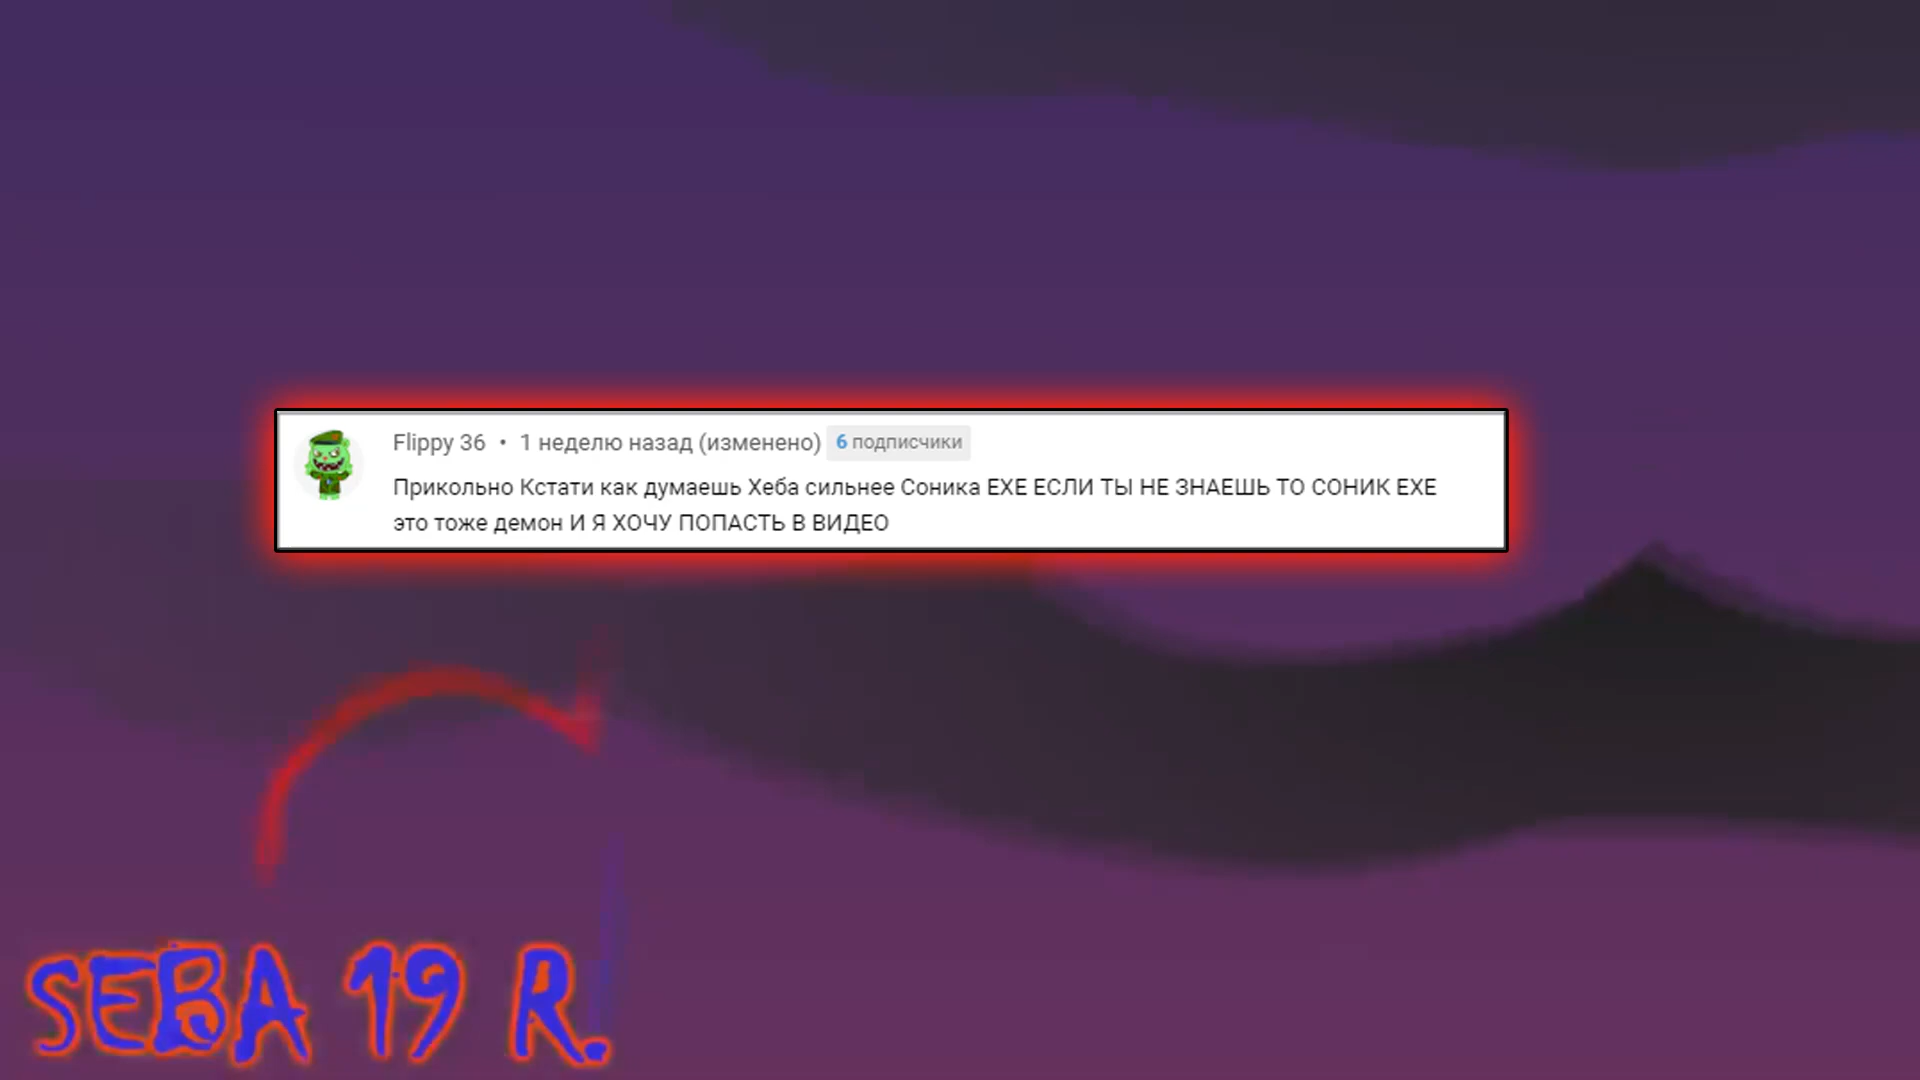 Flippy 36 • 1 неделю назад (изменено) 6 подписчики
Прикольно Кстати как думаешь Хеба сильнее Соника EXE ЕСЛИ ТЫ НЕ ЗНАЕШЬ ТО СОНИК EXE
это тоже демон И Я ХОЧУ ПОПАСТЬ В ВИДЕО
SEBA 19 R.